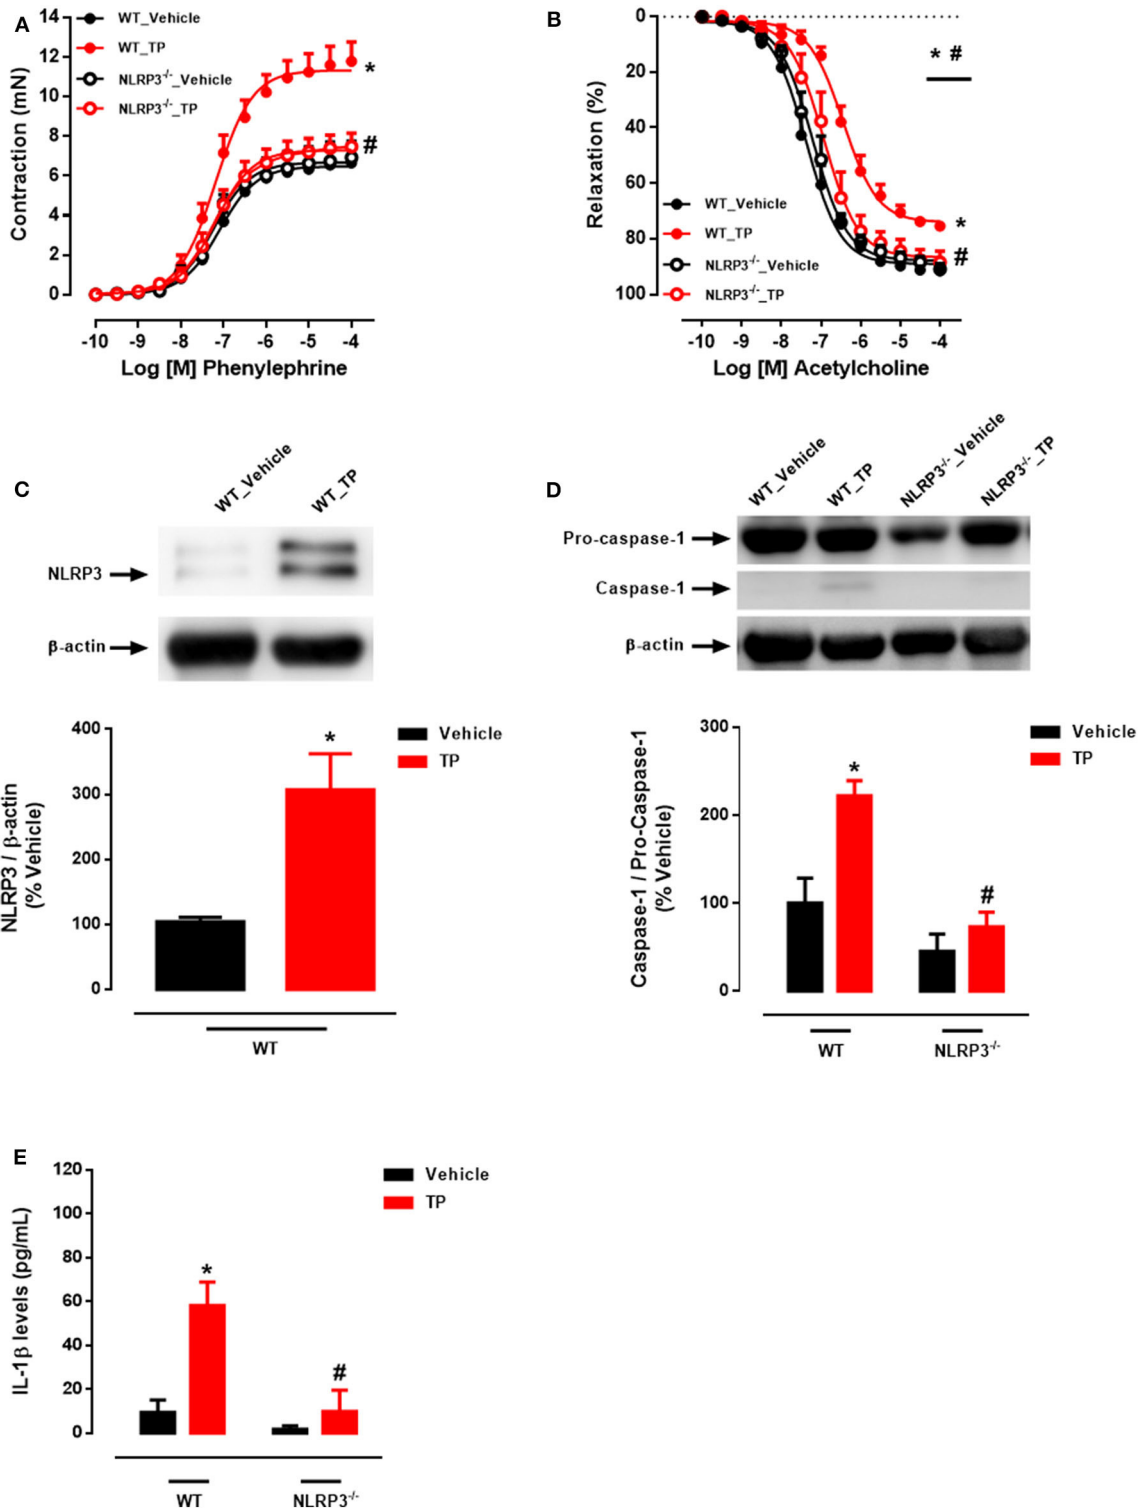 A
14
12
10
8
6
4
2
0
Contraction (mN)
WT_Vehicle
WT_TP
NLRP3-/-_Vehicle
NLRP3-/-_TP
*
#
-10 -9 -8 -7 -6 -5 -4
Log [M] Phenylephrine
B
0
20
40
60
80
100
Relaxation (%)
* #
WT_Vehicle
WT_TP
NLRP3-/-_Vehicle
NLRP3-/-_TP
*
#
-10 -9 -8 -7 -6 -5 -4
Log [M] Acetylcholine
C
WT_Vehicle
WT_TP
NLRP3
β-actin
400
300
200
100
0
NLRP3 / β-actin
(% Vehicle)
*
Vehicle
TP
WT
D
WT_Vehicle
WT_TP
NLRP3-/-_Vehicle
NLRP3-/-_TP
Pro-caspase-1
Caspase-1
β-actin
300
200
100
0
Caspase-1 / Pro-Caspase-1
(% Vehicle)
*
#
Vehicle
TP
WT
NLRP3-/-
E
120
100
80
60
40
20
0
IL-1β levels (pg/mL)
*
#
Vehicle
TP
WT
NLRP3-/-